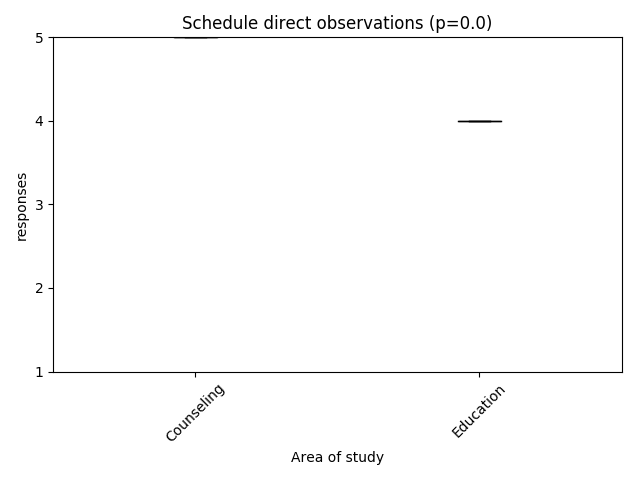 Schedule direct observations (p=0.0)
5
4
3
2
1
responses
Counseling
Education
Area of study